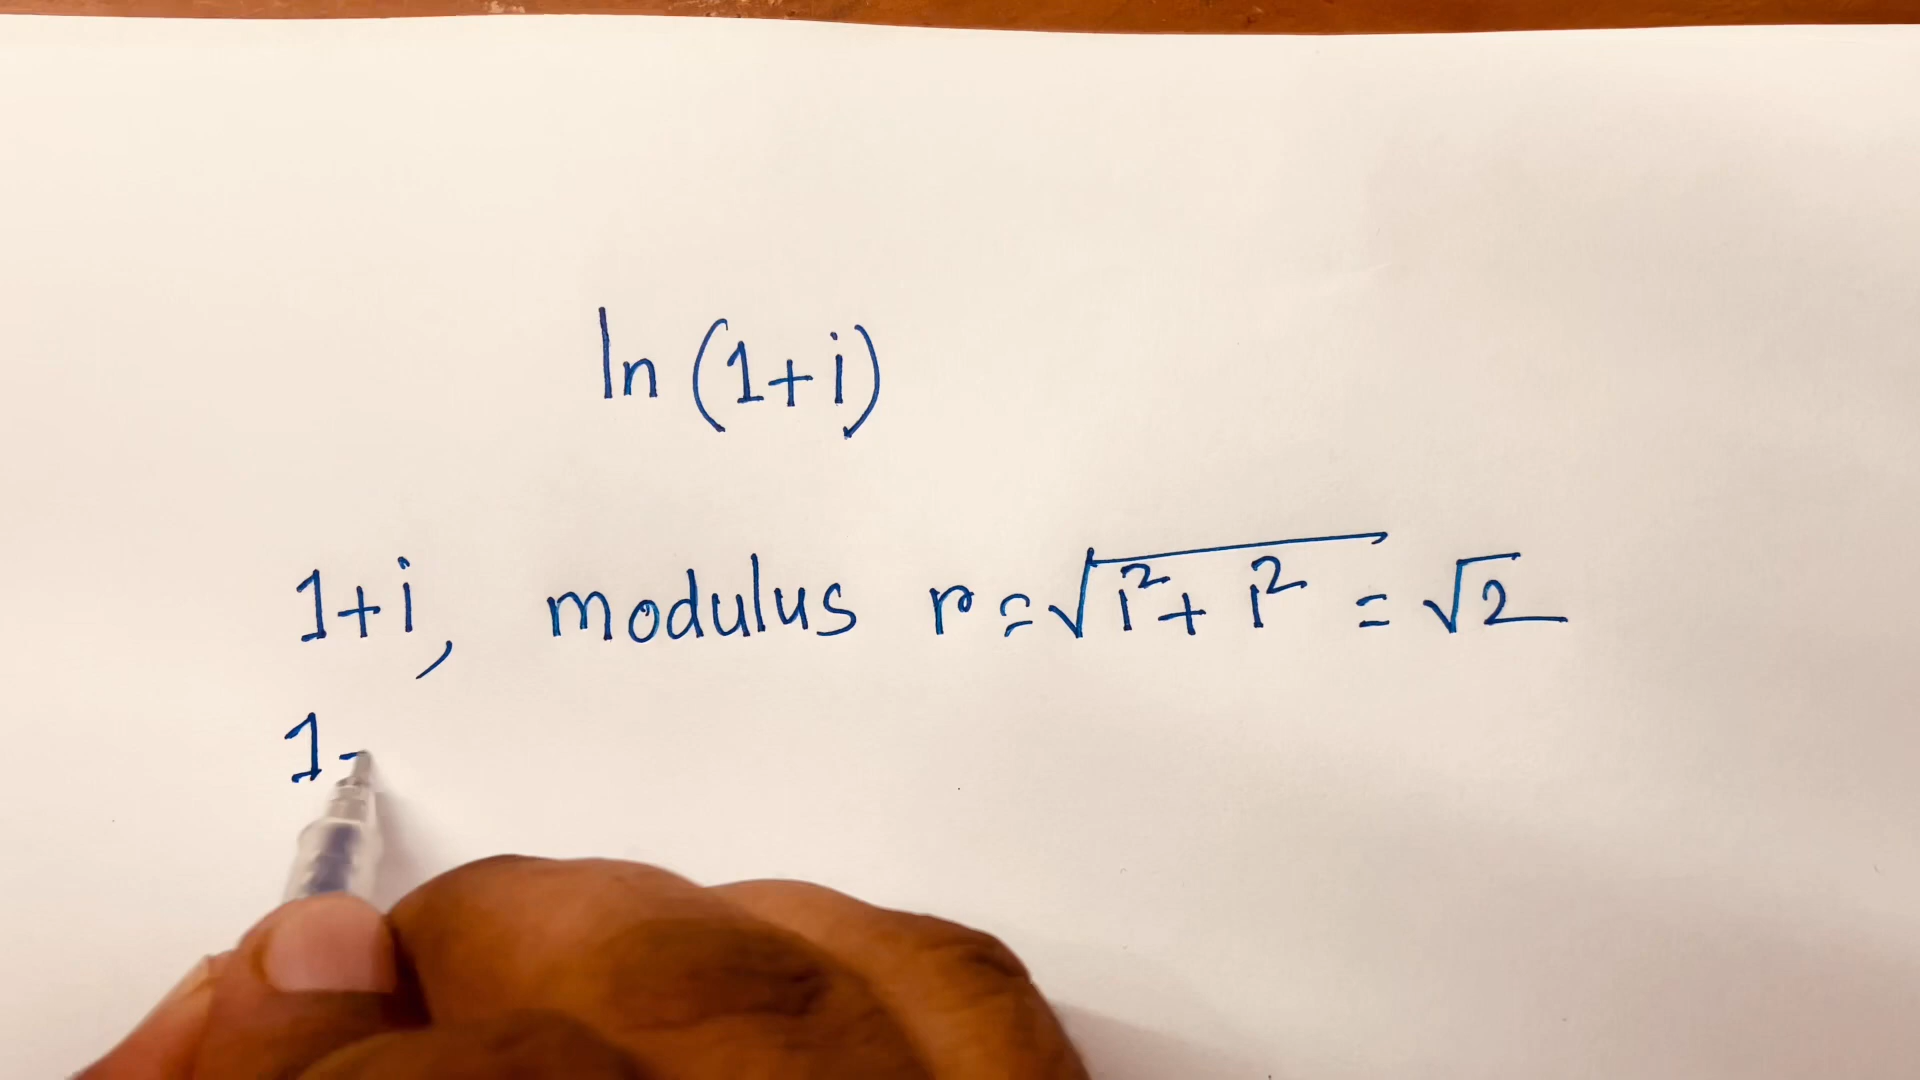 ln (1+i)
1+i, modulus r = √1²+ 1² = √2
1-